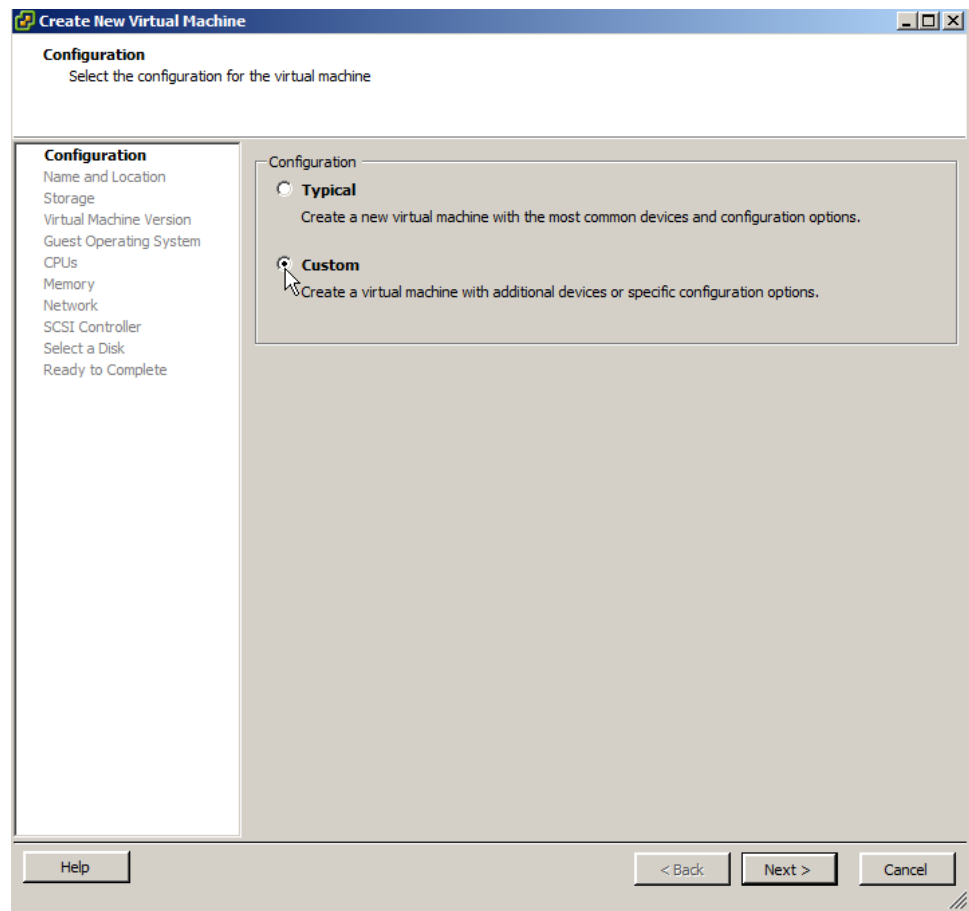 Create New Virtual Machine
Configuration
Select the configuration for the virtual machine
Configuration
Name and Location
Storage
Virtual Machine Version
Guest Operating System
CPUs
Memory
Network
SCSI Controller
Select a Disk
Ready to Complete
Configuration
Typical
Create a new virtual machine with the most common devices and configuration options.
Custom
Create a virtual machine with additional devices or specific configuration options.
Help
< Back
Next >
Cancel